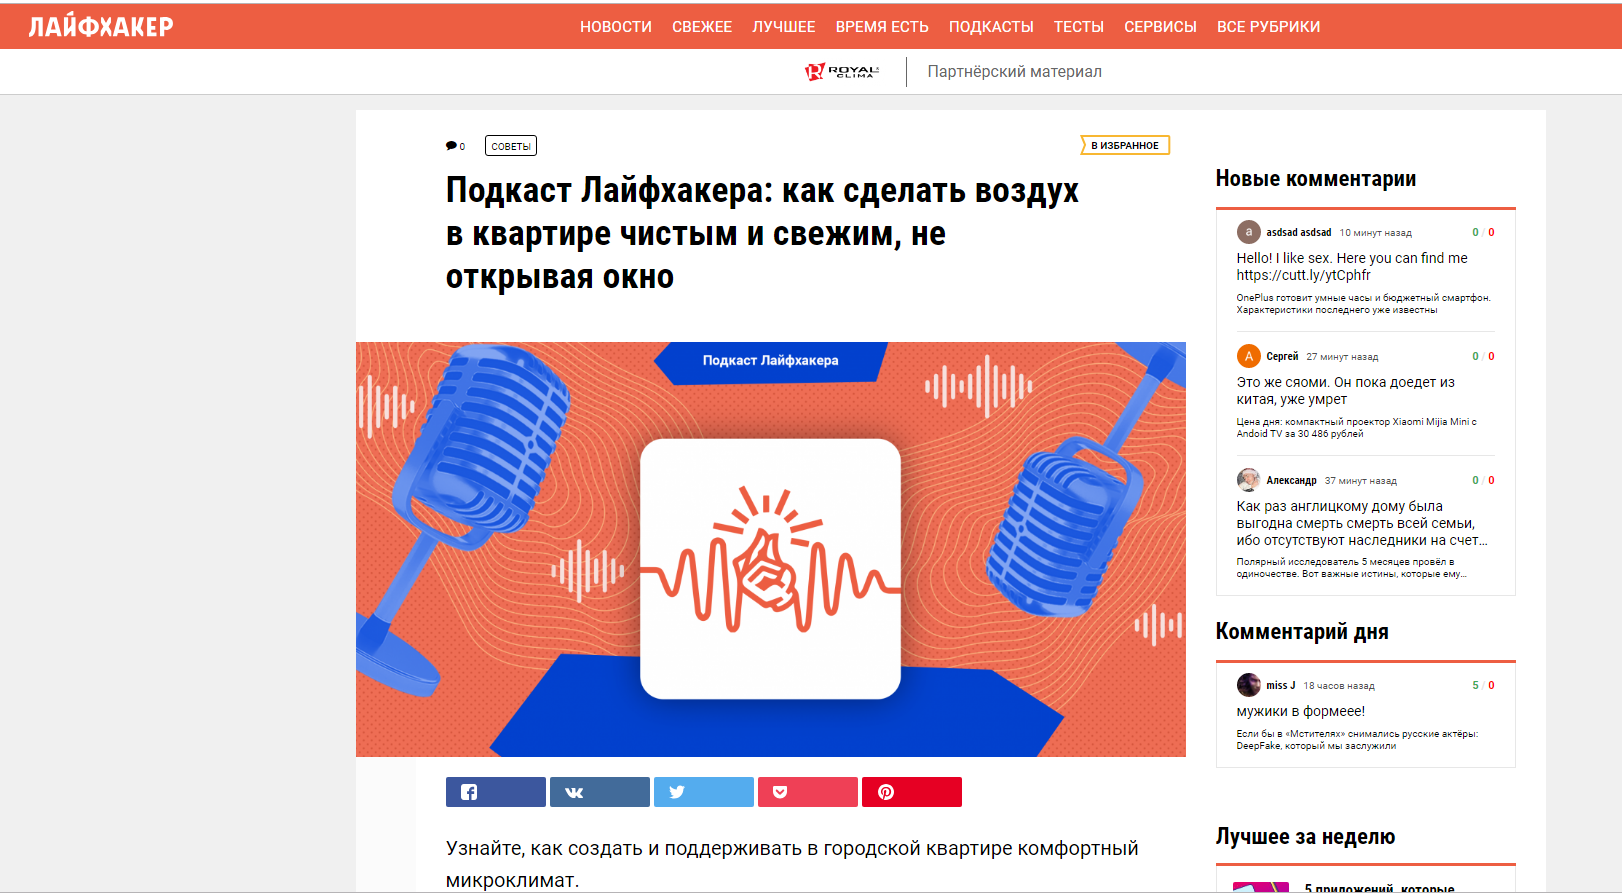 ЛАЙФХАКЕР
НОВОСТИ СВЕЖЕЕ ЛУЧШЕЕ ВРЕМЯ ЕСТЬ ПОДКАСТЫ ТЕСТЫ СЕРВИСЫ ВСЕ РУБРИКИ
ROYAL
CLIMA
Партнёрский материал
0 СОВЕТЫ
В ИЗБРАННОЕ
Подкаст Лайфхакера: как сделать воздух
в квартире чистым и свежим, не
открывая окно
Подкаст Лайфхакера
Узнайте, как создать и поддерживать в городской квартире комфортный
микроклимат.
Новые комментарии
a asdsad asdsad 10 минут назад 0 / 0
Hello! I like sex. Here you can find me
https://cutt.ly/ytCphfr
OnePlus готовит умные часы и бюджетный смартфон.
Характеристики последнего уже известны
А Сергей 27 минут назад 0 / 0
Это же сяоми. Он пока доедет из
китая, уже умрет
Цена дня: компактный проектор Xiaomi Mijia Mini с
Andoid TV за 30 486 рублей
Александр 37 минут назад 0 / 0
Как раз англицкому дому была
выгодна смерть смерть всей семьи,
ибо отсутствуют наследники на счет...
Полярный исследователь 5 месяцев провёл в
одиночестве. Вот важные истины, которые ему...
Комментарий дня
miss J 18 часов назад 5 / 0
мужики в формеее!
Если бы в «Мстителях» снимались русские актёры:
DeepFake, который мы заслужили
Лучшее за неделю
5 приложений, которые